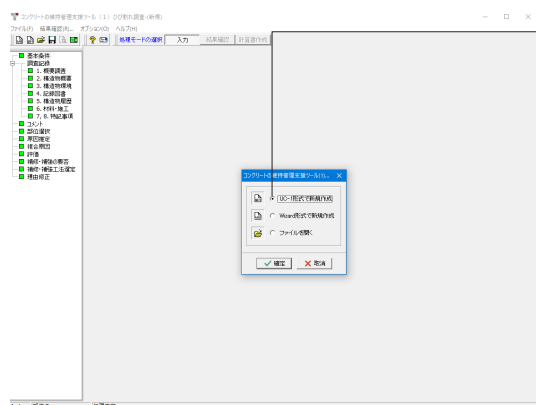 コンクリートの維持管理支援ツール（１）ひび割れ調査(新規)
ファイル(F) 結果確認(R)... オプション(O) ヘルプ(H)
処理モードの選択 入力 結果確認 計算書作成
基本条件
調査記録
1. 概要調査
2. 構造物概要
3. 構造物環境
4. 記録図書
5. 構造物履歴
6. 材料・施工
7, 8. 特記事項
コメント
部位選択
原因推定
複合原因
評価
補修・補強の要否
補修・補強工法選定
理由修正
コンクリートの維持管理支援ツール(1)...
UC-1形式で新規作成
Wizard形式で新規作成
ファイルを開く
確定 取消